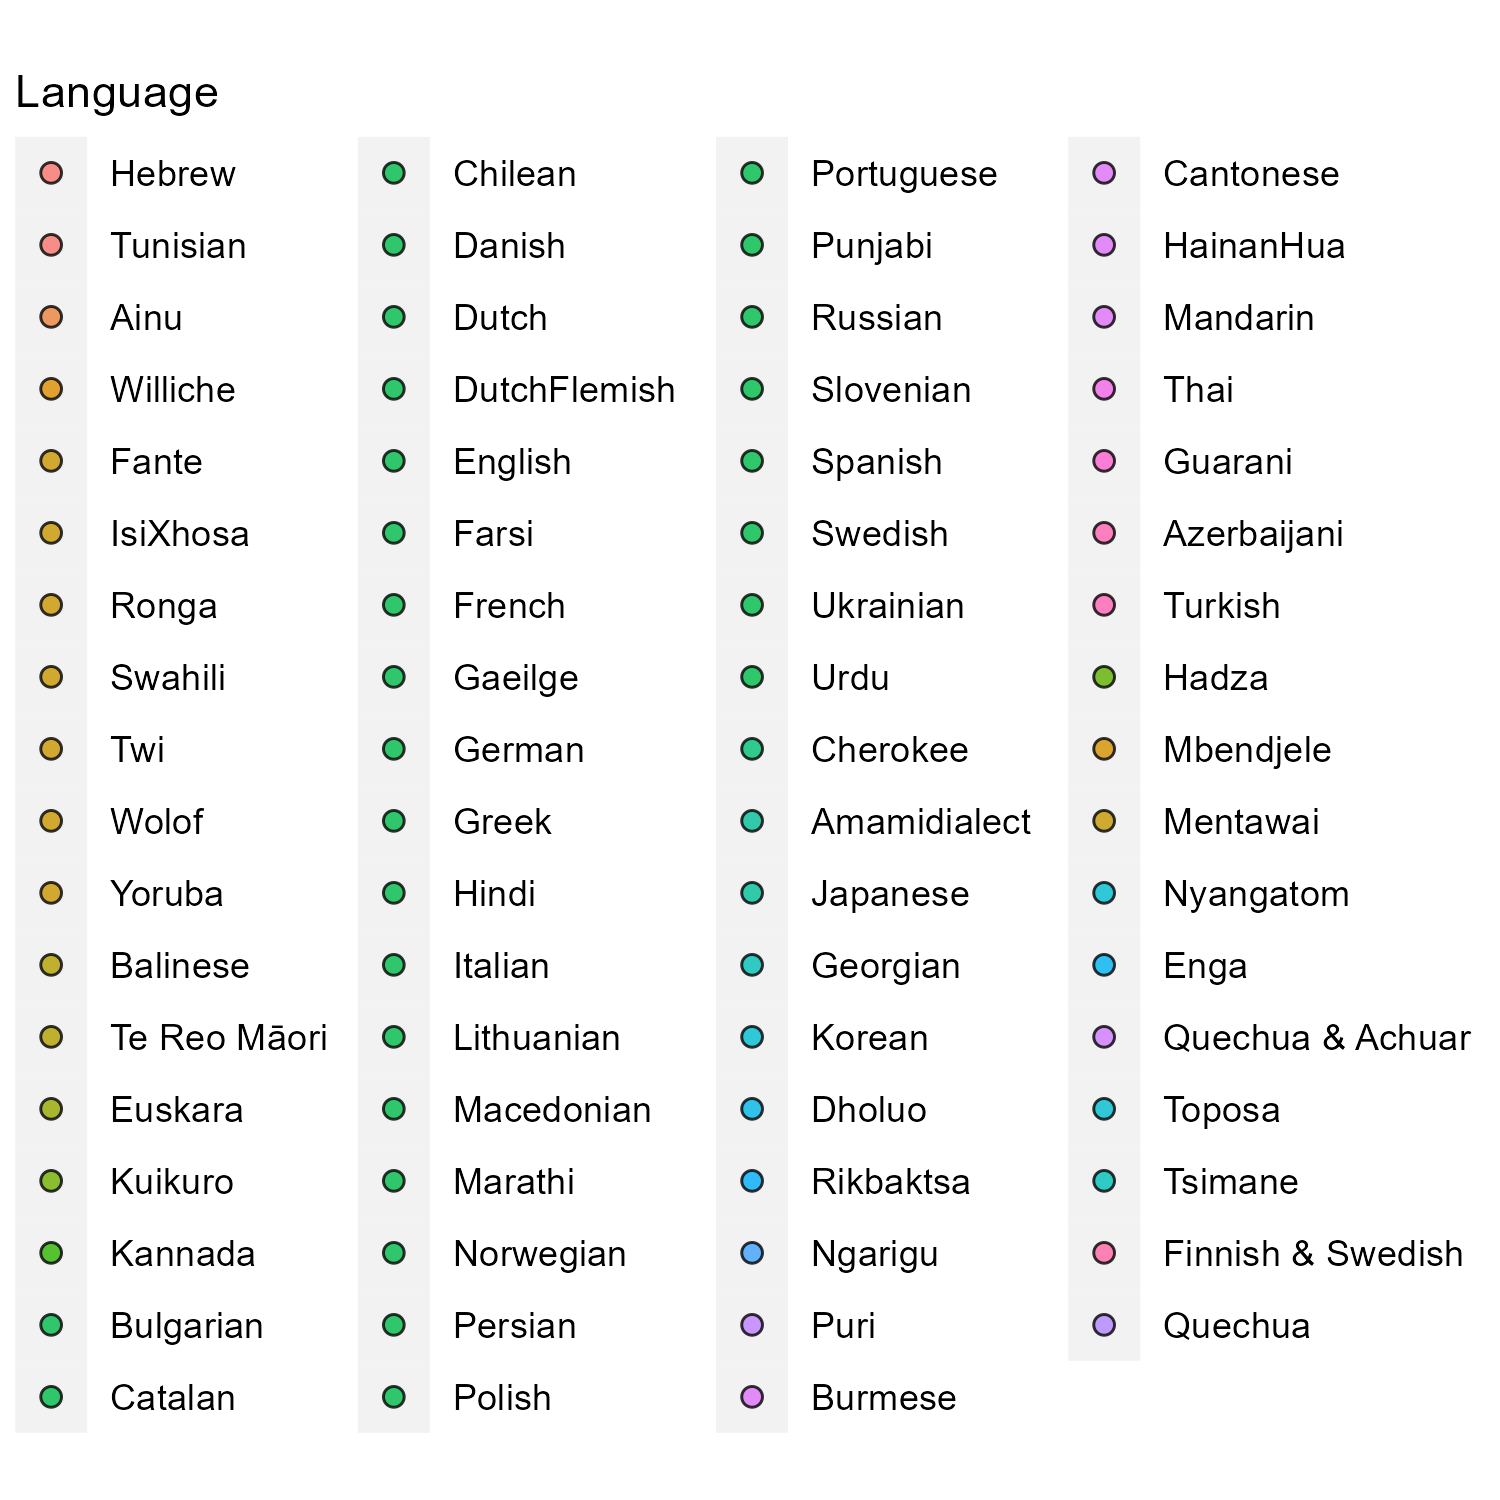 Language
Hebrew
Tunisian
Ainu
Williche
Fante
IsiXhosa
Ronga
Swahili
Twi
Wolof
Yoruba
Balinese
Te Reo Māori
Euskara
Kuikuro
Kannada
Bulgarian
Catalan
Chilean
Danish
Dutch
DutchFlemish
English
Farsi
French
Gaeilge
German
Greek
Hindi
Italian
Lithuanian
Macedonian
Marathi
Norwegian
Persian
Polish
Portuguese
Punjabi
Russian
Slovenian
Spanish
Swedish
Ukrainian
Urdu
Cherokee
Amamidialect
Japanese
Georgian
Korean
Dholuo
Rikbaktsa
Ngarigu
Puri
Burmese
Cantonese
HainanHua
Mandarin
Thai
Guarani
Azerbaijani
Turkish
Hadza
Mbendjele
Mentawai
Nyangatom
Enga
Quechua & Achuar
Toposa
Tsimane
Finnish & Swedish
Quechua